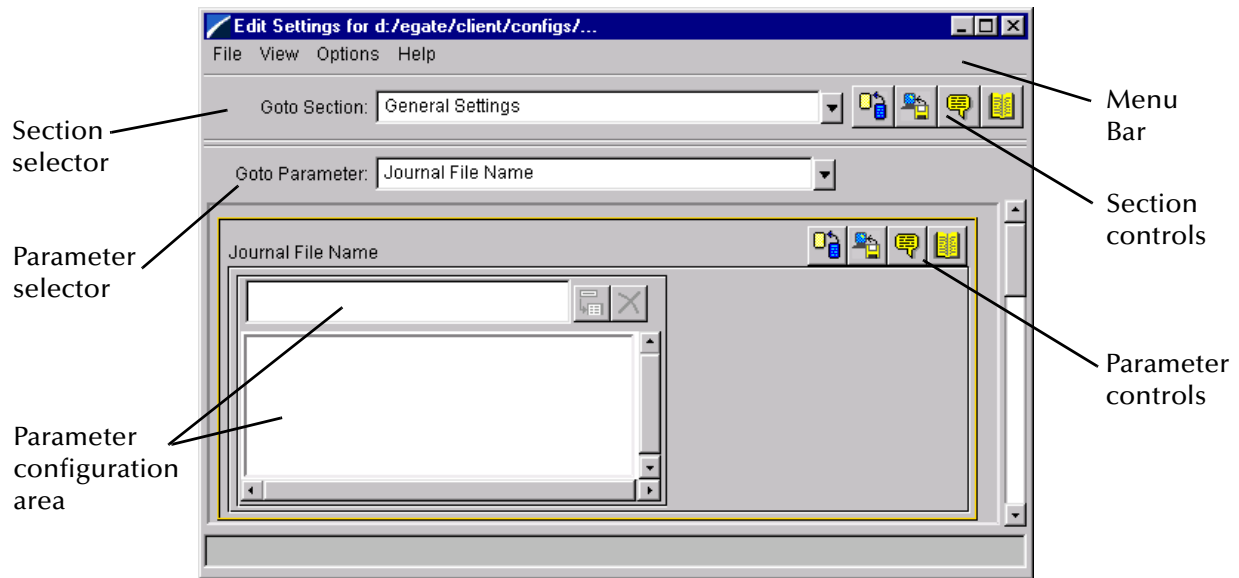 Edit Settings for d:/egate/client/configs/...
File View Options Help
Goto Section: General Settings
Menu
Bar
Section
selector
Goto Parameter: Journal File Name
Section
controls
Journal File Name
Parameter
selector
Parameter
controls
Parameter
configuration
area